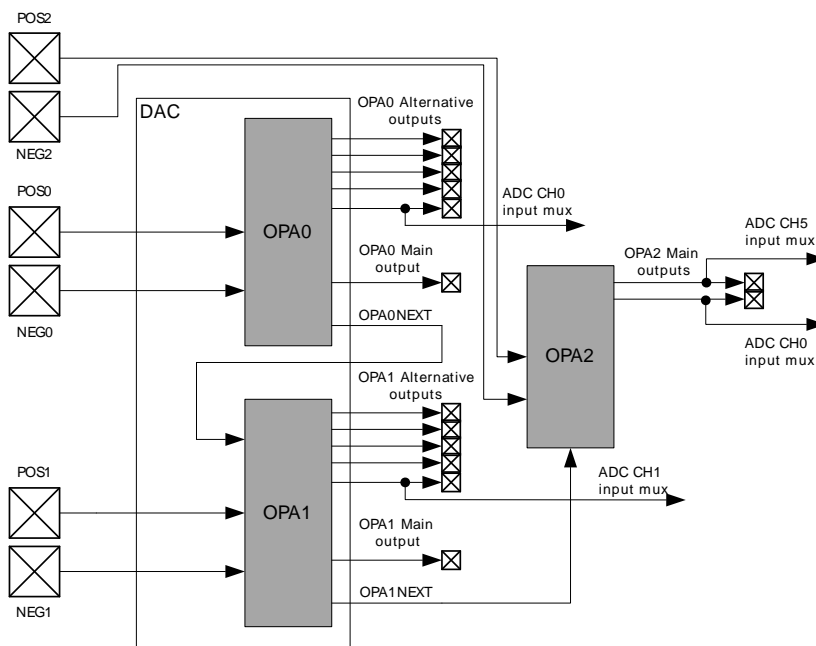 POS2
NEG2
POS0
NEG0
DAC
OPA0
OPA0 Alternative
outputs
ADC CH0
input mux
OPA0 Main
output
OPA0NEXT
OPA2
OPA2 Main
outputs
ADC CH5
input mux
ADC CH0
input mux
POS1
NEG1
OPA1
OPA1 Alternative
outputs
ADC CH1
input mux
OPA1 Main
output
OPA1NEXT